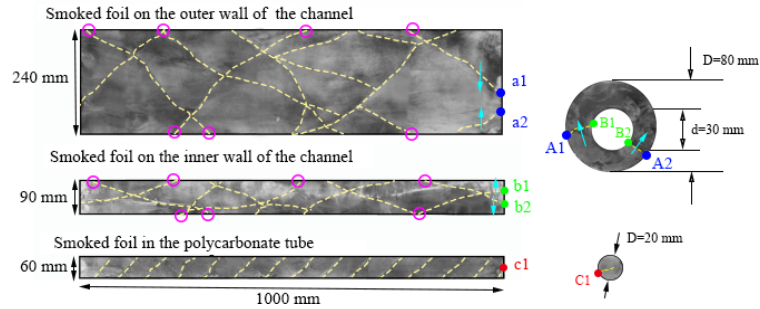 Smoked foil on the outer wall of the channel
240 mm
a1
a2
Smoked foil on the inner wall of the channel
90 mm
b1
b2
Smoked foil in the polycarbonate tube
60 mm
c1
1000 mm
D=80 mm
B1
B2
d=30 mm
A1
A2
D=20 mm
C1